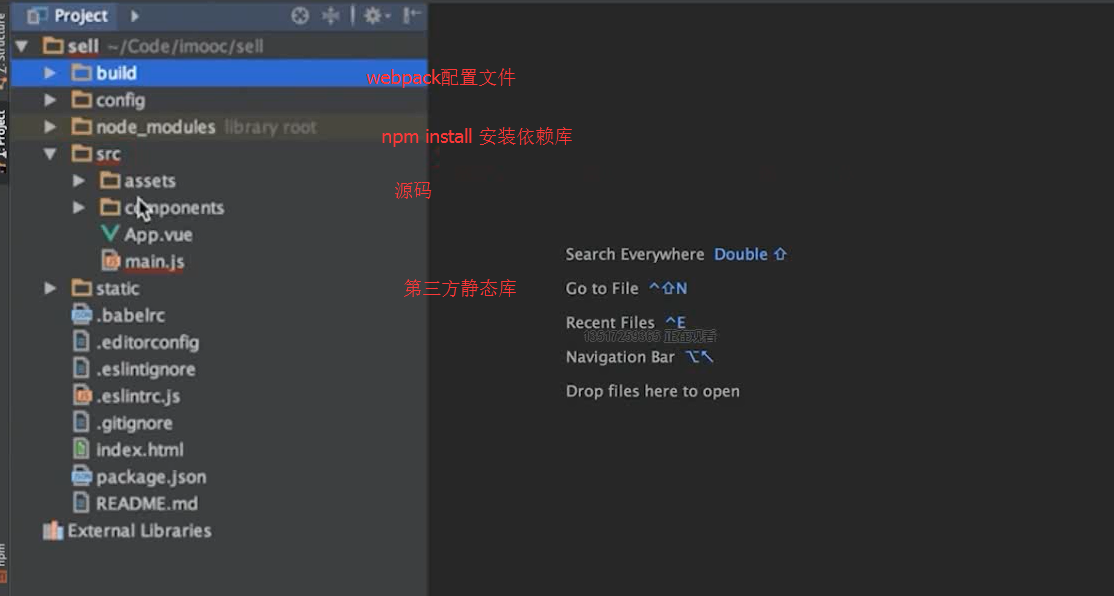 Z: Structure
1: Project
npm
Project
sell ~/Code/imooc/sell
build
webpack配置文件
config
node_modules library root
npm install 安装依赖库
src
assets
源码
components
App.vue
main.js
static
第三方静态库
.babelrc
.editorconfig
.eslintignore
.eslintrc.js
.gitignore
index.html
package.json
README.md
External Libraries
Search Everywhere Double ⇧
Go to File ^⇧N
Recent Files ^E
正在观看
Navigation Bar ⌥↖
Drop files here to open